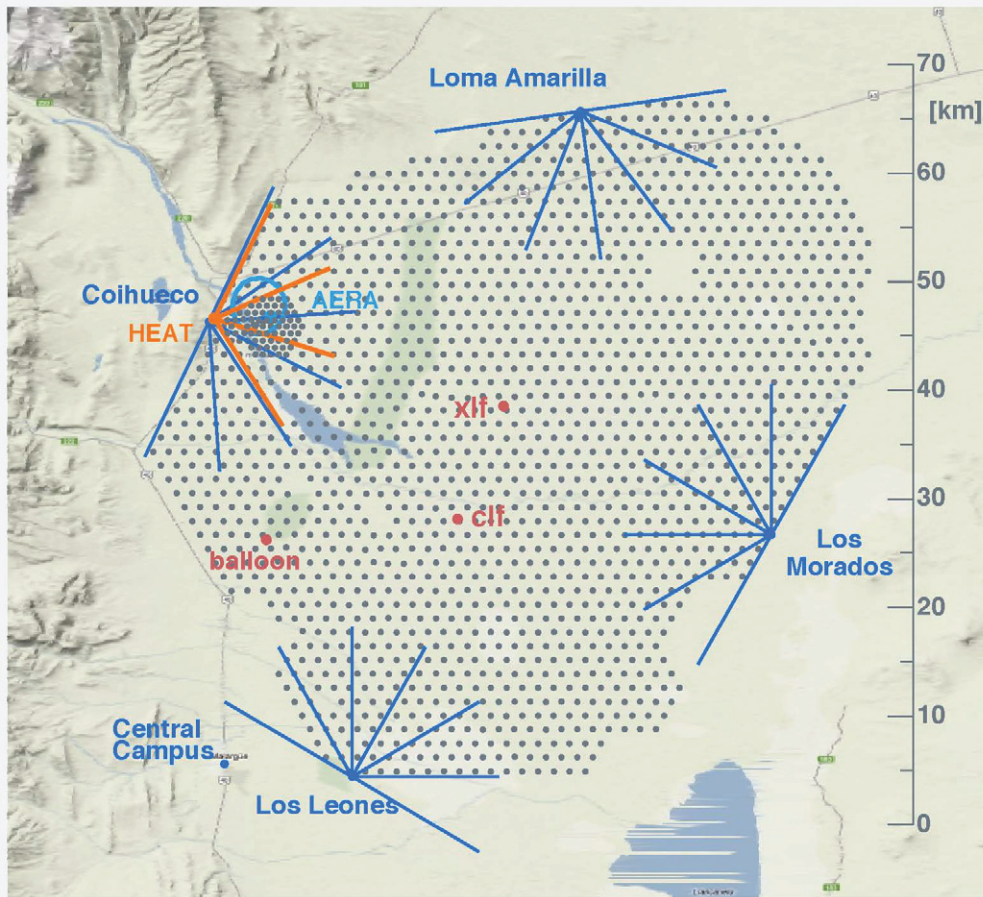 70
Loma Amarilla
[km]
60
50
Coihueco
AERA
HEAT
40
xlf
30
clf
Los
Morados
balloon
20
Central
Campus
10
Los Leones
0